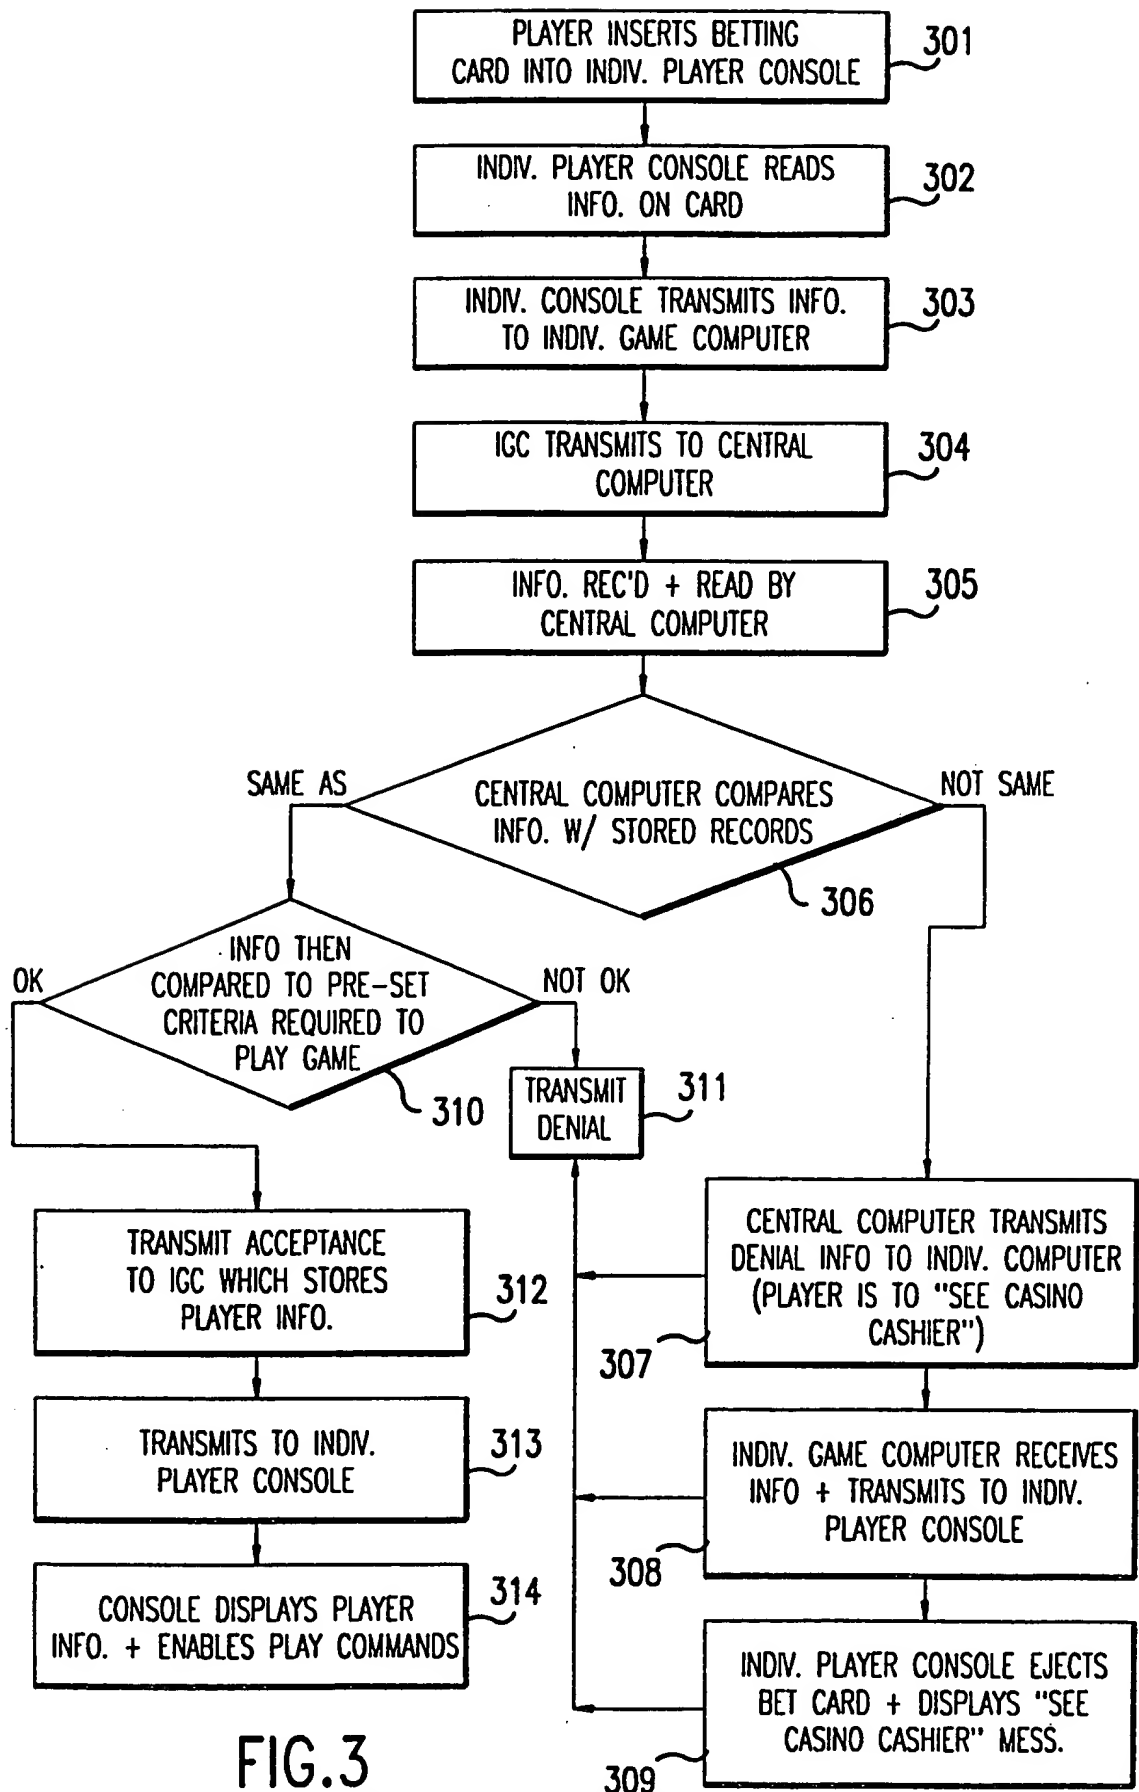 PLAYER INSERTS BETTING
CARD INTO INDIV. PLAYER CONSOLE
301
INDIV. PLAYER CONSOLE READS
INFO. ON CARD
302
INDIV. CONSOLE TRANSMITS INFO.
TO INDIV. GAME COMPUTER
303
IGC TRANSMITS TO CENTRAL
COMPUTER
304
INFO. REC'D + READ BY
CENTRAL COMPUTER
305
SAME AS
CENTRAL COMPUTER COMPARES
INFO. W/ STORED RECORDS
NOT SAME
306
OK
INFO THEN
COMPARED TO PRE-SET
CRITERIA REQUIRED TO
PLAY GAME
NOT OK
310
TRANSMIT
DENIAL
311
TRANSMIT ACCEPTANCE
TO IGC WHICH STORES
PLAYER INFO.
312
TRANSMITS TO INDIV.
PLAYER CONSOLE
313
CONSOLE DISPLAYS PLAYER
INFO. + ENABLES PLAY COMMANDS
314
CENTRAL COMPUTER TRANSMITS
DENIAL INFO TO INDIV. COMPUTER
(PLAYER IS TO "SEE CASINO
CASHIER")
307
INDIV. GAME COMPUTER RECEIVES
INFO + TRANSMITS TO INDIV.
PLAYER CONSOLE
308
INDIV. PLAYER CONSOLE EJECTS
BET CARD + DISPLAYS "SEE
CASINO CASHIER" MESS.
309
FIG.3